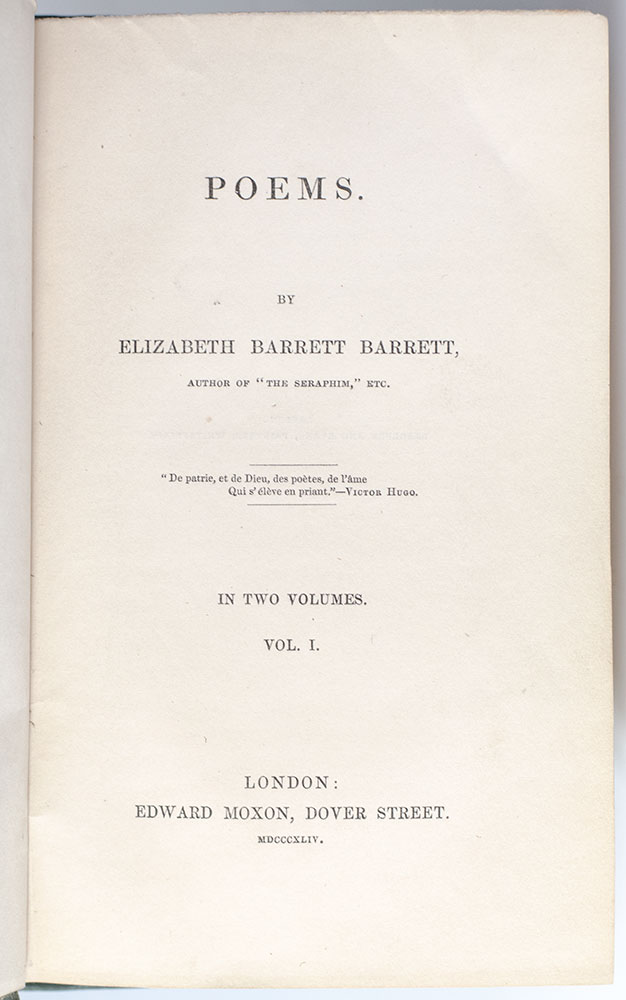 POEMS.
BY
ELIZABETH BARRETT BARRETT,
AUTHOR OF "THE SERAPHIM," ETC.
"De patrie, et de Dieu, des poètes, de l'âme
Qui s'élève en priant."—VICTOR HUGO.
IN TWO VOLUMES.
VOL. I.
LONDON:
EDWARD MOXON, DOVER STREET.
MDCCCXLIV.